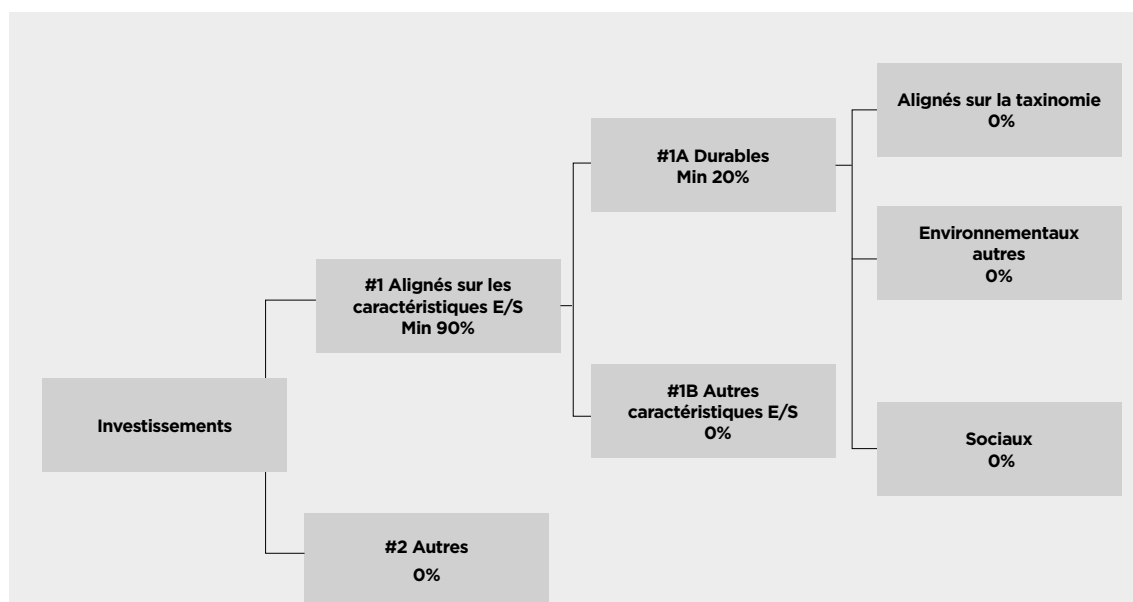 Investissements
#1 Alignés sur les
caractéristiques E/S
Min 90%
#2 Autres
0%
#1A Durables
Min 20%
#1B Autres
caractéristiques E/S
0%
Alignés sur la taxinomie
0%
Environnementaux
autres
0%
Sociaux
0%